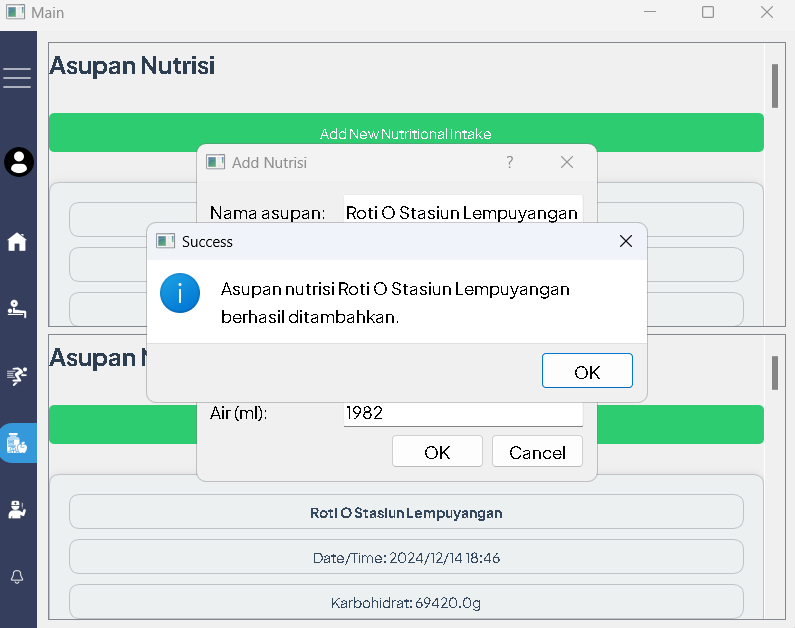 Main
Asupan Nutrisi
Add New Nutritional Intake
Add Nutrisi
?
Nama asupan: Roti O Stasiun Lempuyangan
Success
Asupan nutrisi Roti O Stasiun Lempuyangan
berhasil ditambahkan.
OK
Asupan
Air (ml): 1982
OK Cancel
Roti O Stasiun Lempuyangan
Date/Time: 2024/12/14 18:46
Karbohidrat: 69420.0g